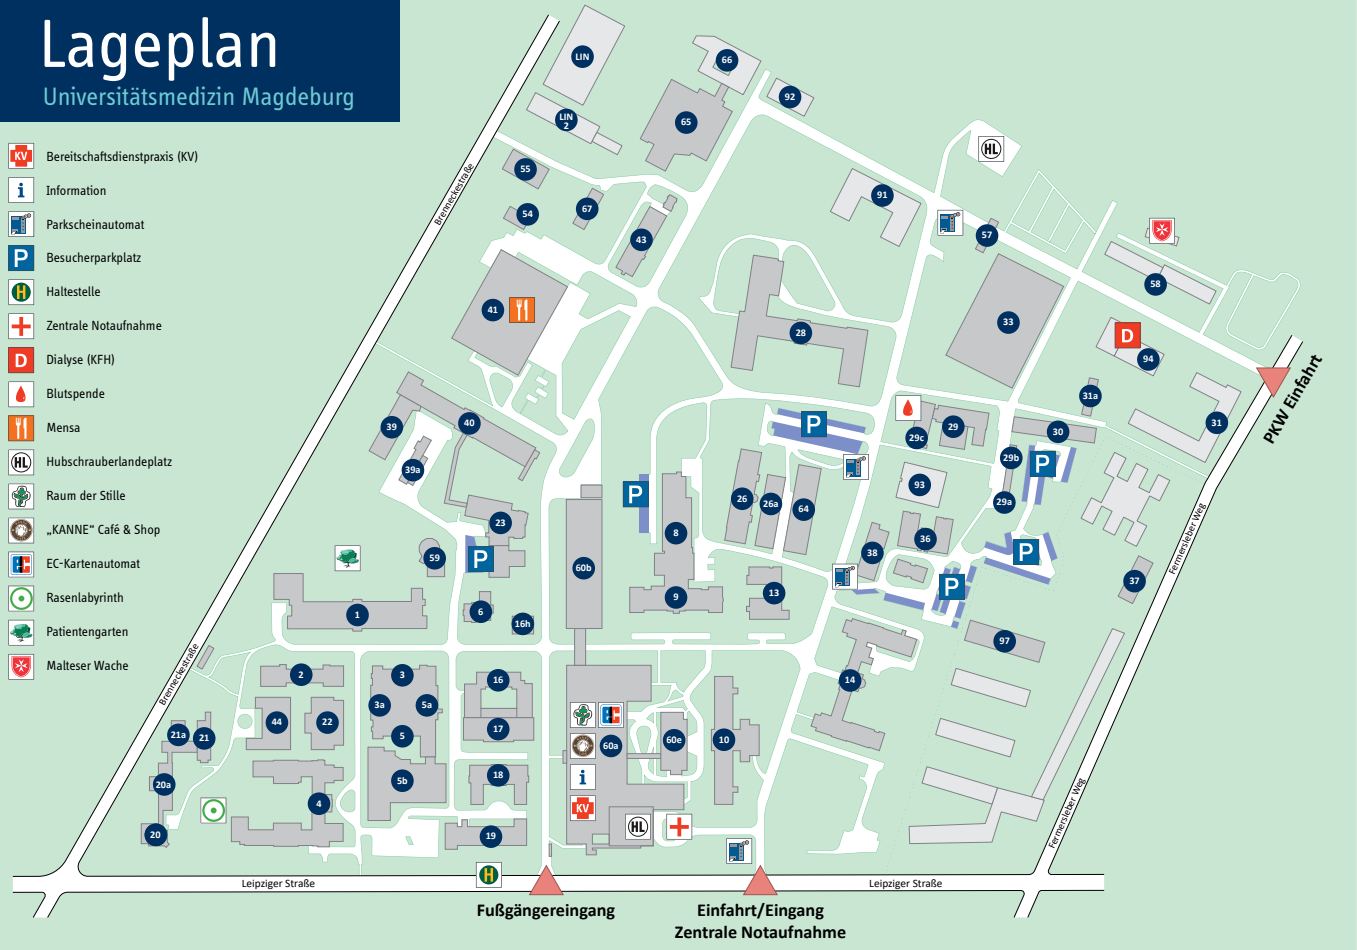 Lageplan
Universitätsmedizin Magdeburg
KV Bereitschaftsdienstpraxis (KV)
i Information
Parkscheinautomat
P Besucherparkplatz
H Haltestelle
Zentrale Notaufnahme
D Dialyse (KFH)
Blutspende
Mensa
HL Hubschrauberlandeplatz
Raum der Stille
„KANNE“ Café & Shop
EC EC-Kartenautomat
Rasenlabyrinth
Patientengarten
Malteser Wache
LIN
LIN
2
66
92
65
HL
55
91
54
67
57
43
58
41
28
33
D
94
31a
39
40
P
29c
29
30
31
39a
29b
P
93
P
26
26a
64
29a
23
8
36
P
38
59
P
60b
37
P
9
13
1
6
16h
97
2
3
16
14
3a
5a
EC
44
22
17
21a
21
5
60a
60e
10
i
18
20a
5b
4
KV
HL
20
19
H
Brenneckestraße
Brenneckestraße
Fermersleber Weg
Fermersleber Weg
PKW Einfahrt
Leipziger Straße
Leipziger Straße
Fußgängereingang
Einfahrt/Eingang
Zentrale Notaufnahme